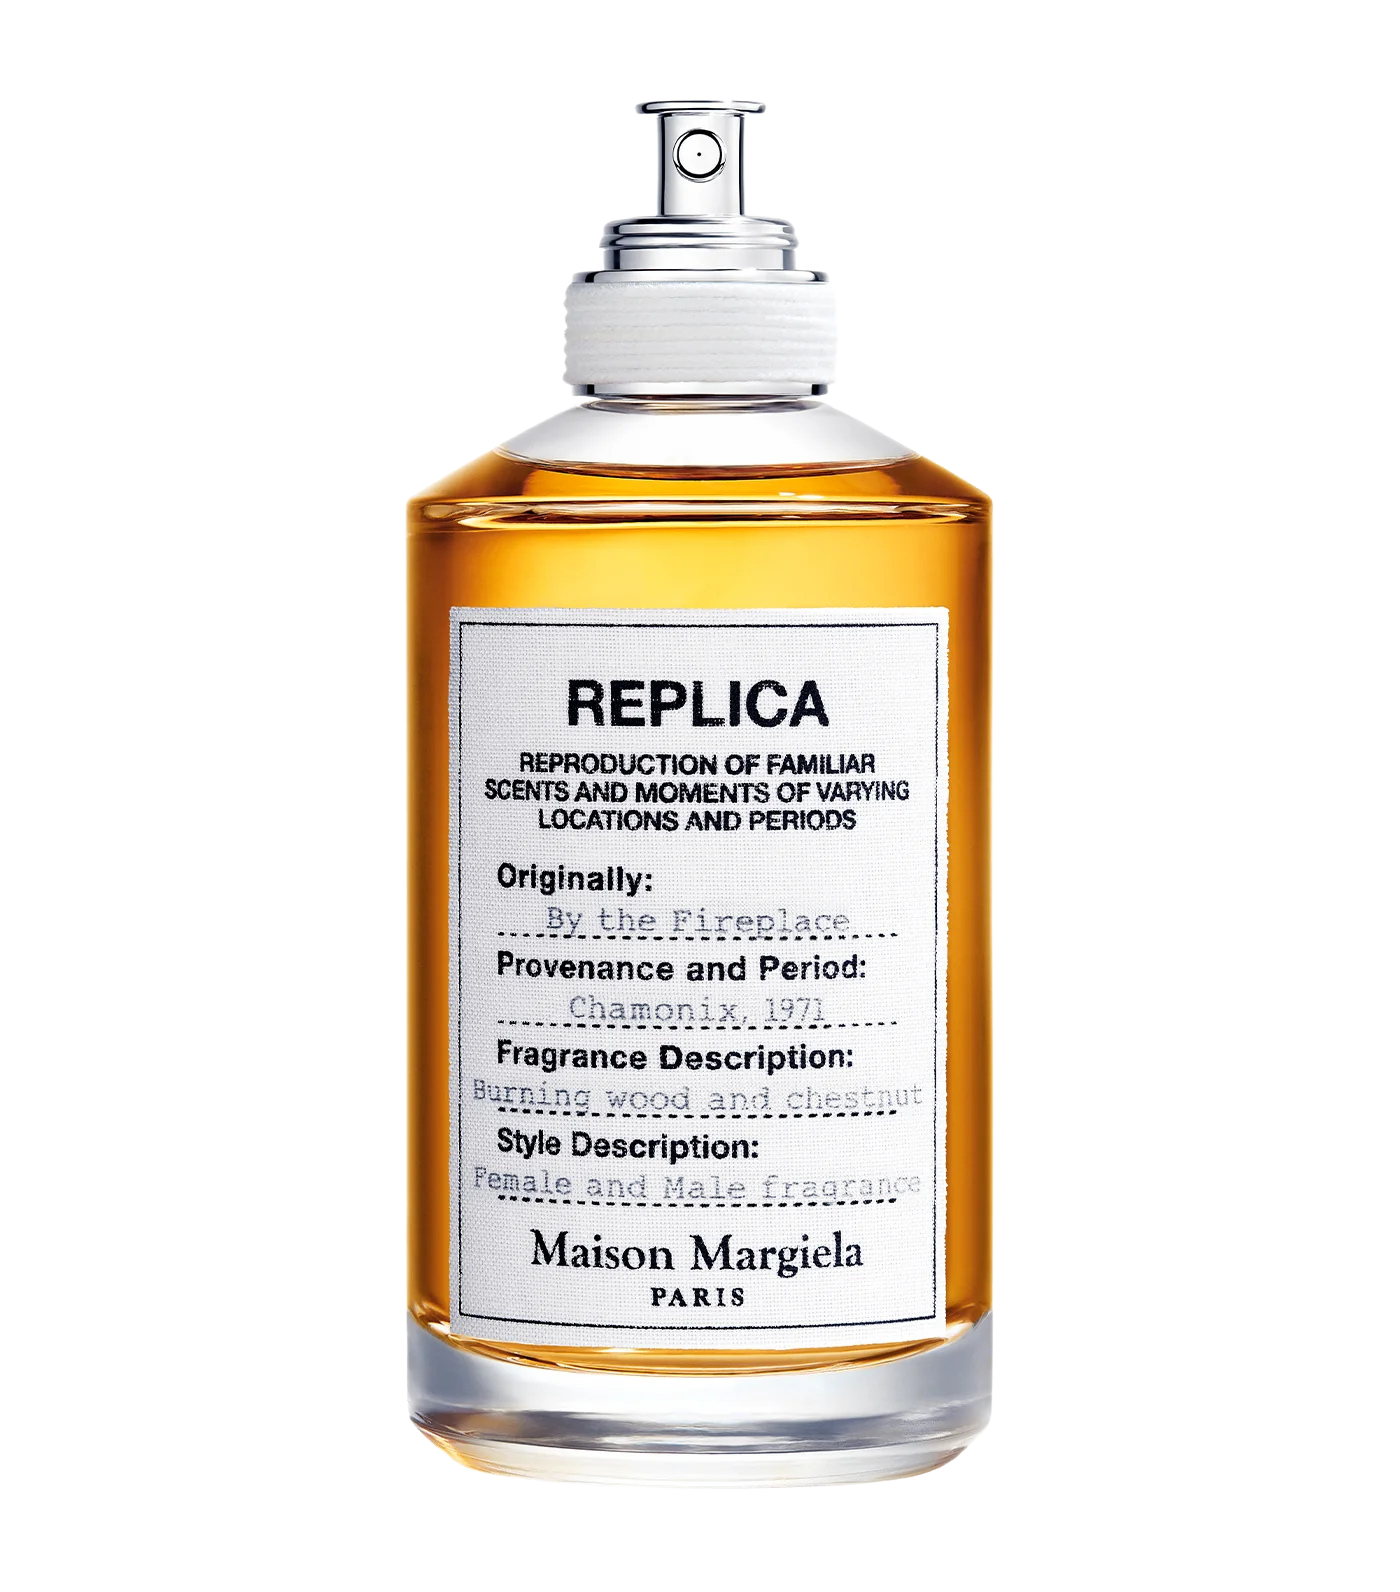 REPLICA
REPRODUCTION OF FAMILIAR
SCENTS AND MOMENTS OF VARYING
LOCATIONS AND PERIODS
Originally:
By the Fireplace
Provenance and Period:
Chamonix, 1971
Fragrance Description:
Burning wood and chestnut
Style Description:
Female and Male fragrance
Maison Margiela
PARIS